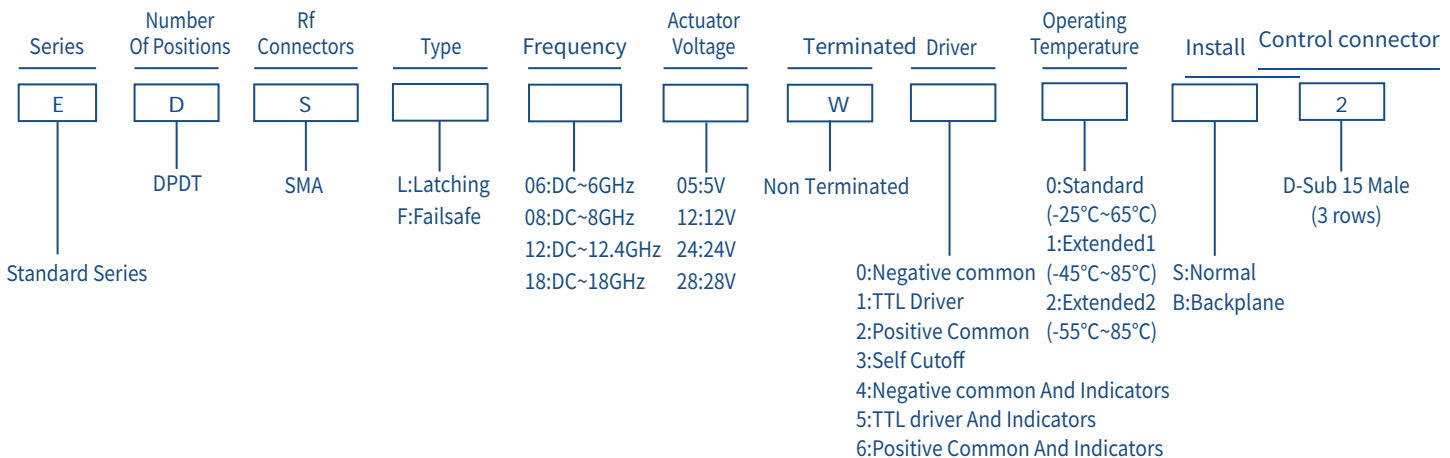 Series
Number
Of Positions
Rf
Connectors
Type
Frequency
Actuator
Voltage
Terminated
Driver
Operating
Temperature
Install
Control connector
E
D
S
W
2
Standard Series
DPDT
SMA
L:Latching
F:Failsafe
06:DC~6GHz
08:DC~8GHz
12:DC~12.4GHz
18:DC~18GHz
05:5V
12:12V
24:24V
28:28V
Non Terminated
0:Negative common
1:TTL Driver
2:Positive Common
3:Self Cutoff
4:Negative common And Indicators
5:TTL driver And Indicators
6:Positive Common And Indicators
0:Standard
(-25°C~65°C)
1:Extended1
(-45°C~85°C)
2:Extended2
(-55°C~85°C)
S:Normal
B:Backplane
D-Sub 15 Male
(3 rows)